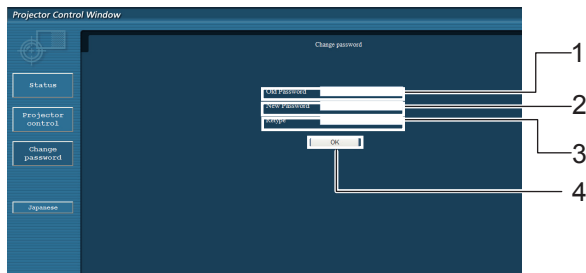 Projector Control Window
Change password
Old Password
1
New Password
2
Retype
3
OK
4
Status
Projector
control
Change
password
Japanese